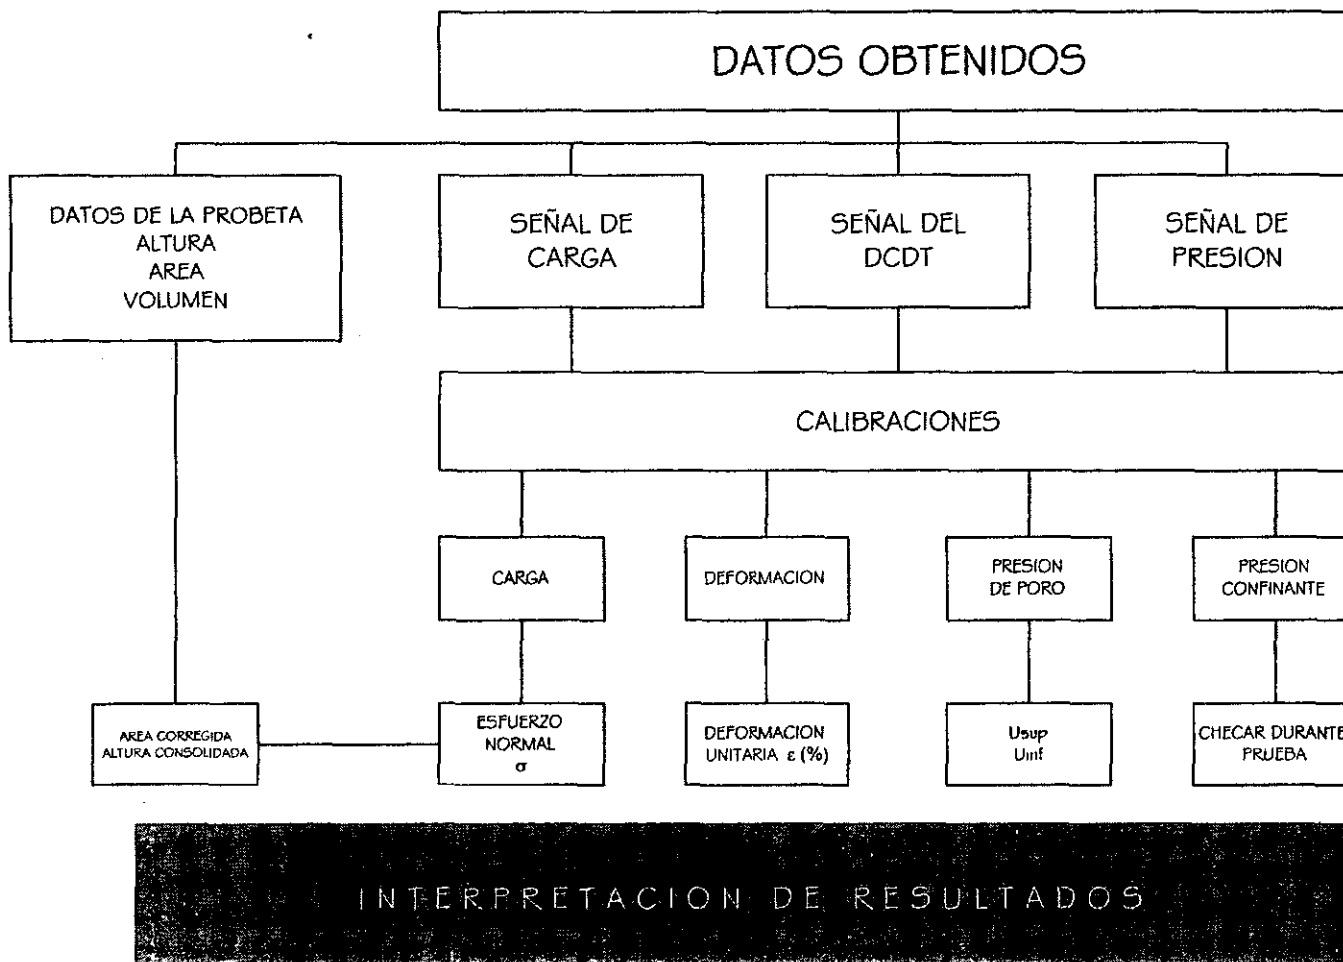 DATOS OBTENIDOS
DATOS DE LA PROBETA
ALTURA
AREA
VOLUMEN
SEÑAL DE
CARGA
SEÑAL DEL
DCDT
SEÑAL DE
PRESION
CALIBRACIONES
CARGA
DEFORMACION
PRESION
DE PORO
PRESION
CONFINANTE
AREA CORREGIDA
ALTURA CONSOLIDADA
ESFUERZO
NORMAL
σ
DEFORMACION
UNITARIA ε (%)
Usup
Uinf
CHECAR DURANTE
PRUEBA
INTERPRETACION DE RESULTADOS